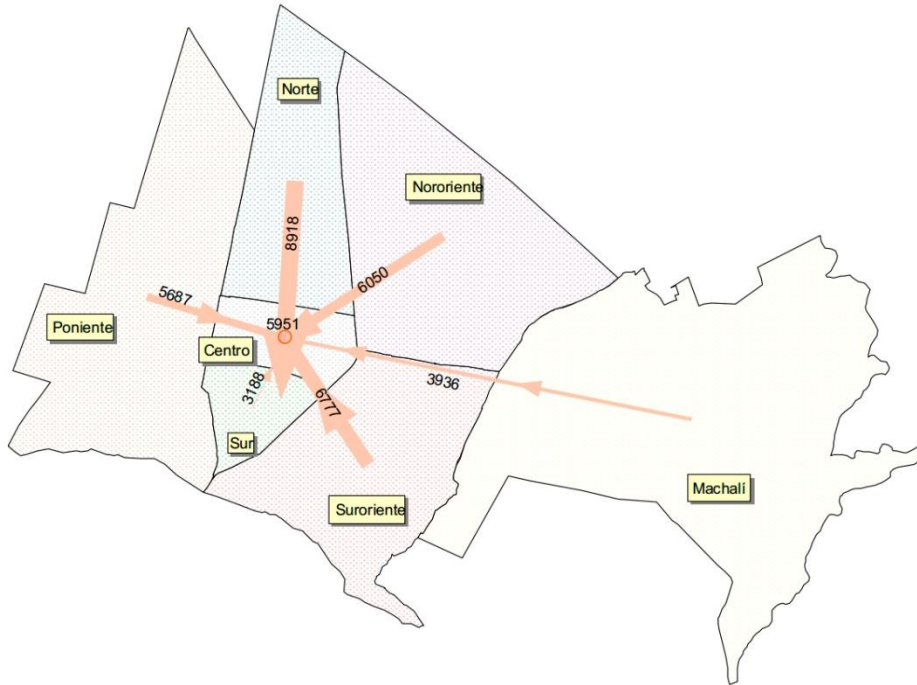 Norte
Nororiente
8918
6050
5687
5951
Poniente
Centro
3936
3188
6777
Sur
Machalí
Suroriente